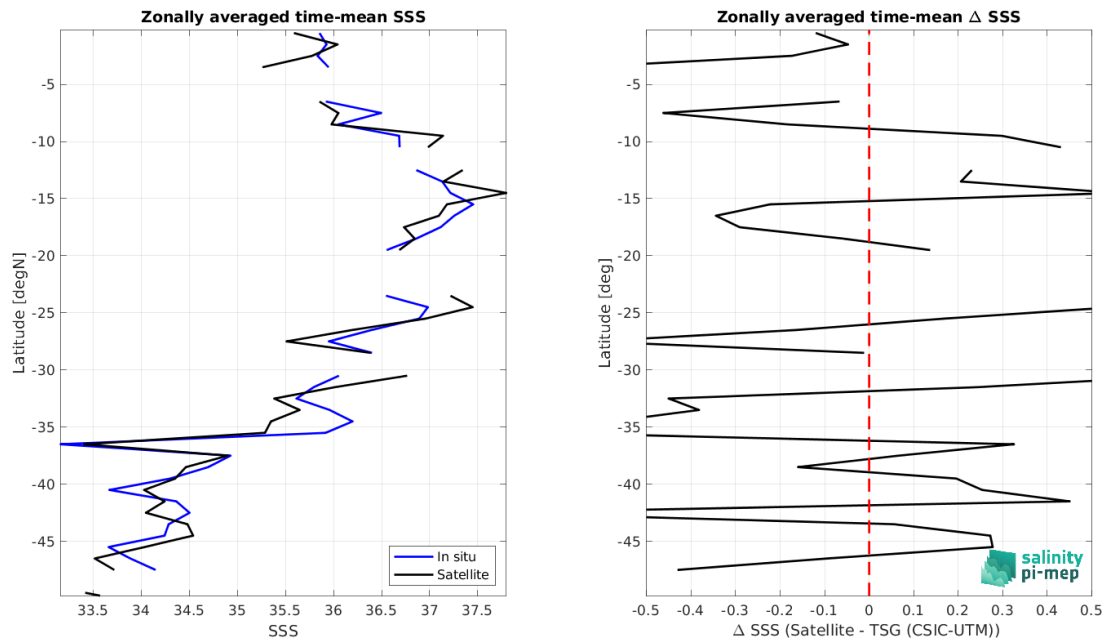 Zonally averaged time-mean SSS
Latitude [degN]
-5
-10
-15
-20
-25
-30
-35
-40
-45
33.5 34 34.5 35 35.5 36 36.5 37 37.5
SSS
In situ
Satellite
Zonally averaged time-mean Δ SSS
Latitude [deg]
-5
-10
-15
-20
-25
-30
-35
-40
-45
-0.5 -0.4 -0.3 -0.2 -0.1 0 0.1 0.2 0.3 0.4 0.5
Δ SSS (Satellite - TSG (CSIC-UTM))
salinity
pi-mep